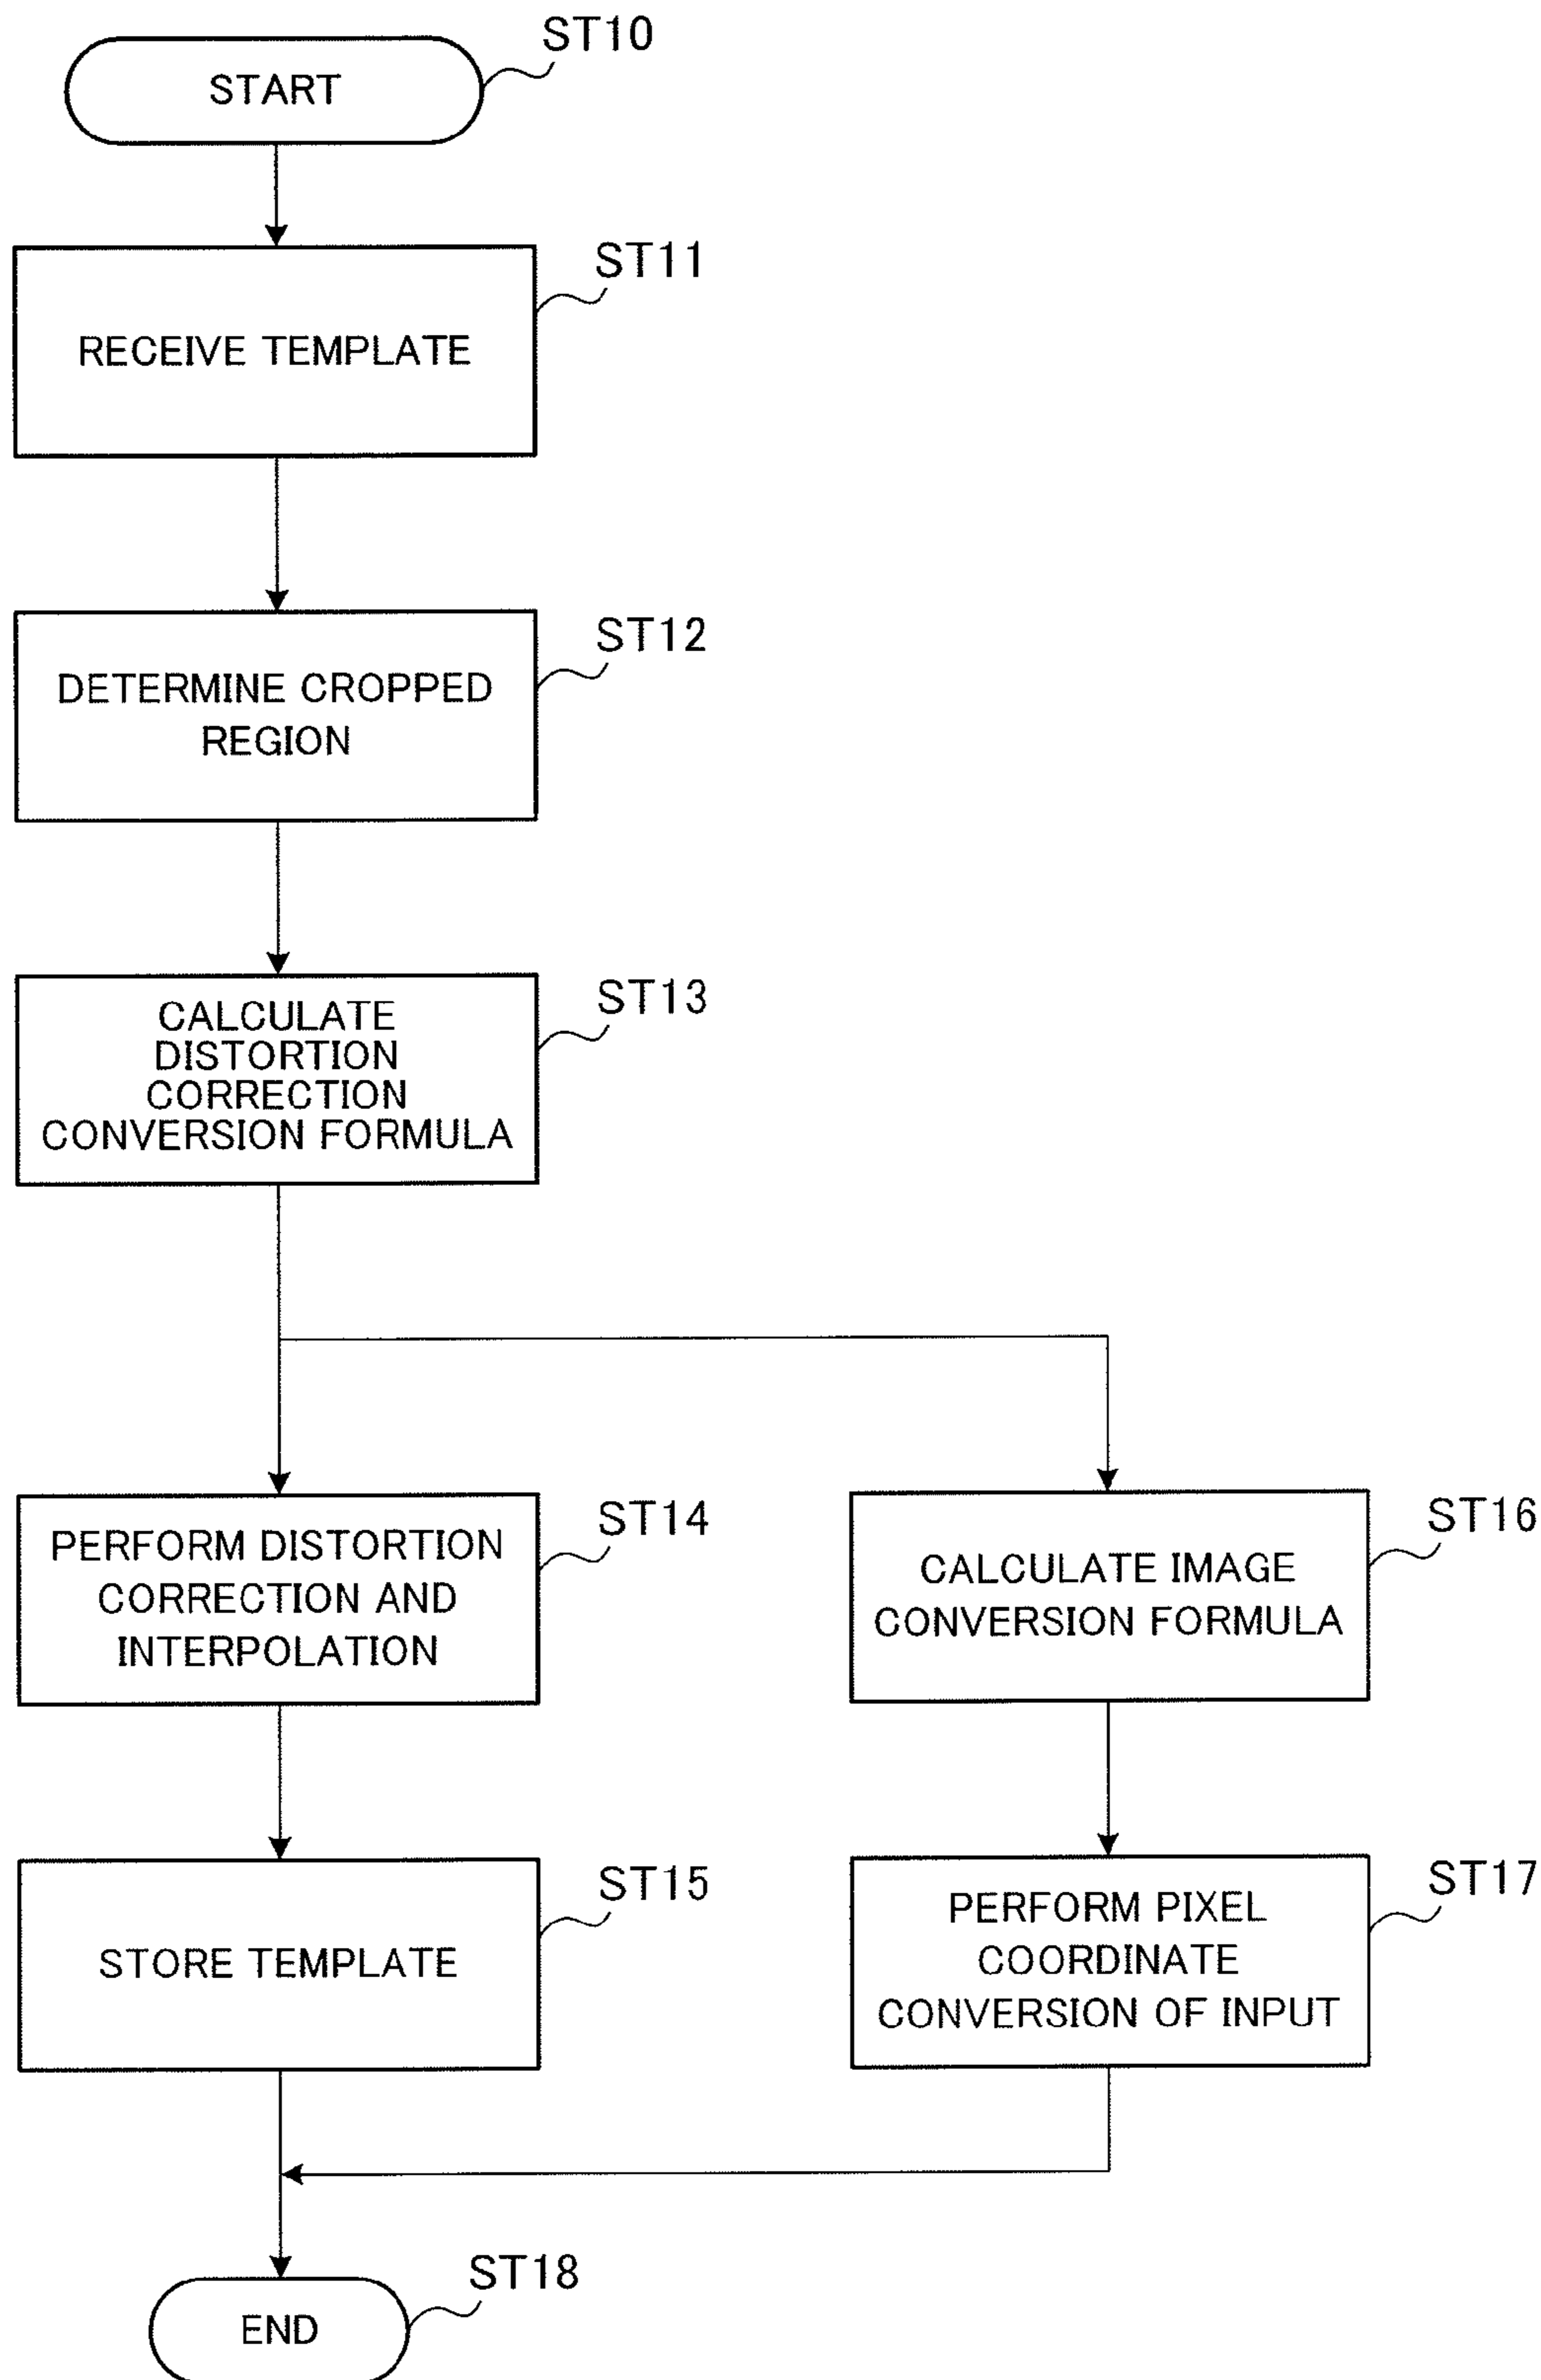 START
ST10
RECEIVE TEMPLATE
ST11
DETERMINE CROPPED
REGION
ST12
CALCULATE
DISTORTION
CORRECTION
CONVERSION FORMULA
ST13
PERFORM DISTORTION
CORRECTION AND
INTERPOLATION
ST14
CALCULATE IMAGE
CONVERSION FORMULA
ST16
STORE TEMPLATE
ST15
PERFORM PIXEL
COORDINATE
CONVERSION OF INPUT
ST17
END
ST18